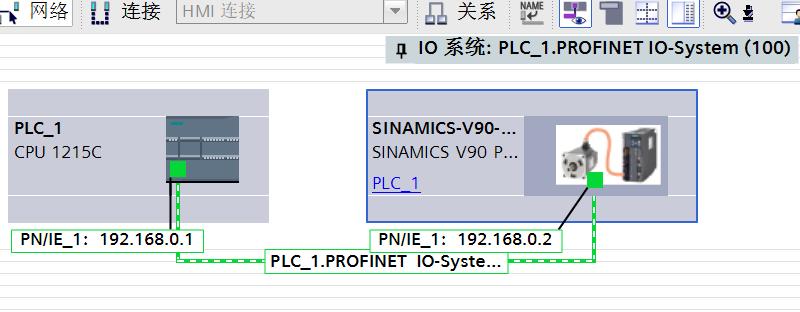 网络 连接 HMI 连接 关系 NAME
IO 系统: PLC_1.PROFINET IO-System (100)
PLC_1
CPU 1215C
SINAMICS-V90-...
SINAMICS V90 P...
PLC_1
PN/IE_1: 192.168.0.1
PN/IE_1: 192.168.0.2
PLC_1.PROFINET IO-Syste...